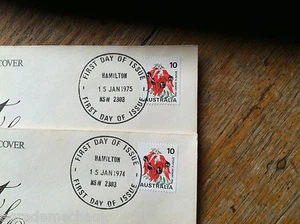 COVER
FIRST DAY OF ISSUE
HAMILTON
15 JAN 1975
NSW 2303
FIRST DAY OF ISSUE
10
AUSTRALIA
COVER
FIRST DAY OF ISSUE
HAMILTON
15 JAN 1974
NSW 2303
FIRST DAY OF ISSUE
10
AUSTRALIA